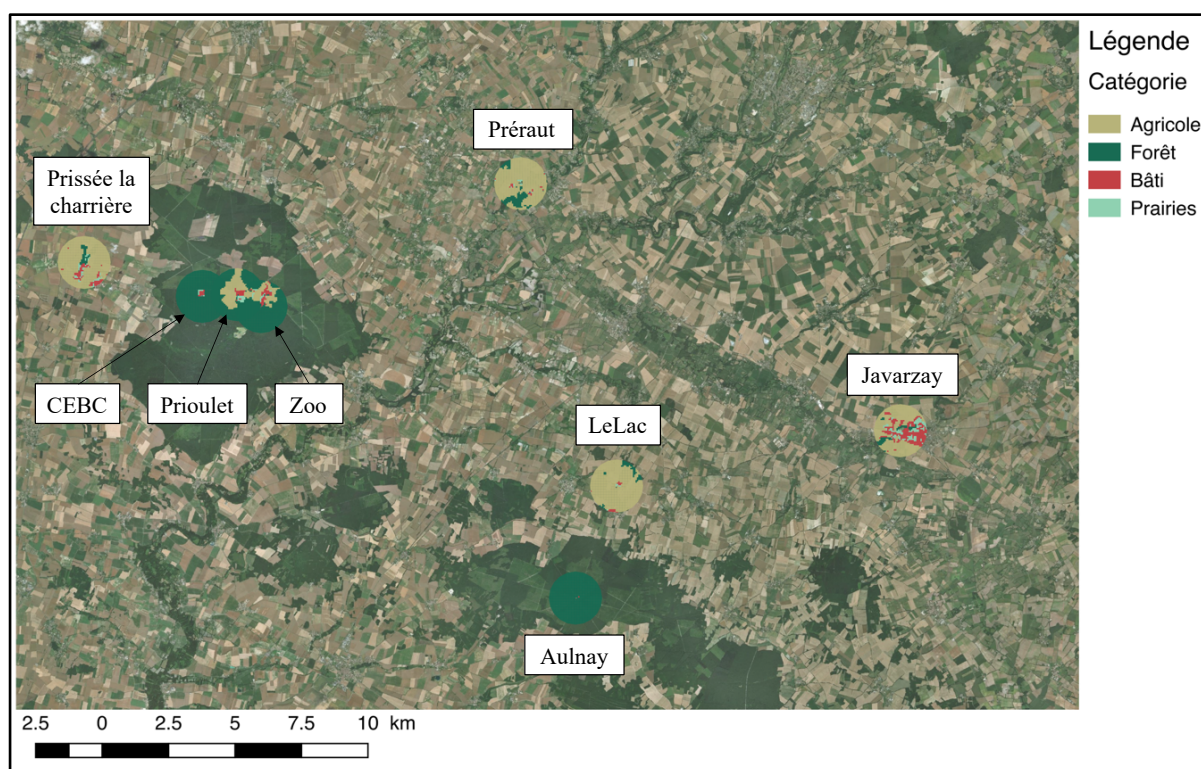 Légende
Catégorie
Agricole
Forêt
Bâti
Prairies
Préraut
Prissée la
charrière
CEBC
Prioulet
Zoo
Javarzay
LeLac
Aulnay
2.5 0 2.5 5 7.5 10 km